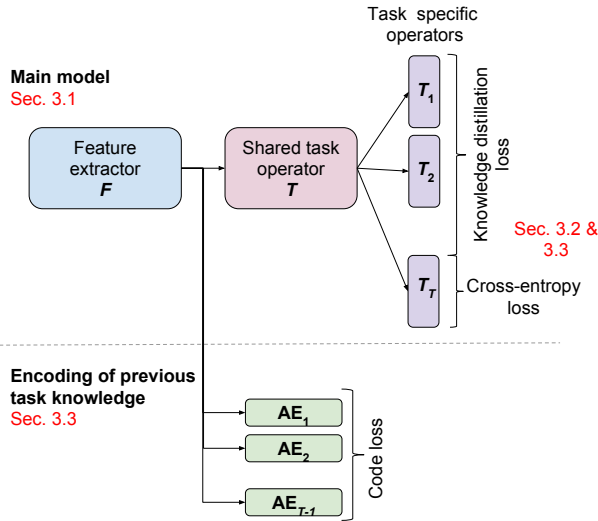 Task specific
operators
Main model
Sec. 3.1
Feature
extractor
F
Shared task
operator
T
T1
T2
TT
Knowledge distillation
loss
Sec. 3.2 &
3.3
Cross-entropy
loss
Encoding of previous
task knowledge
Sec. 3.3
AE1
AE2
AET-1
Code loss